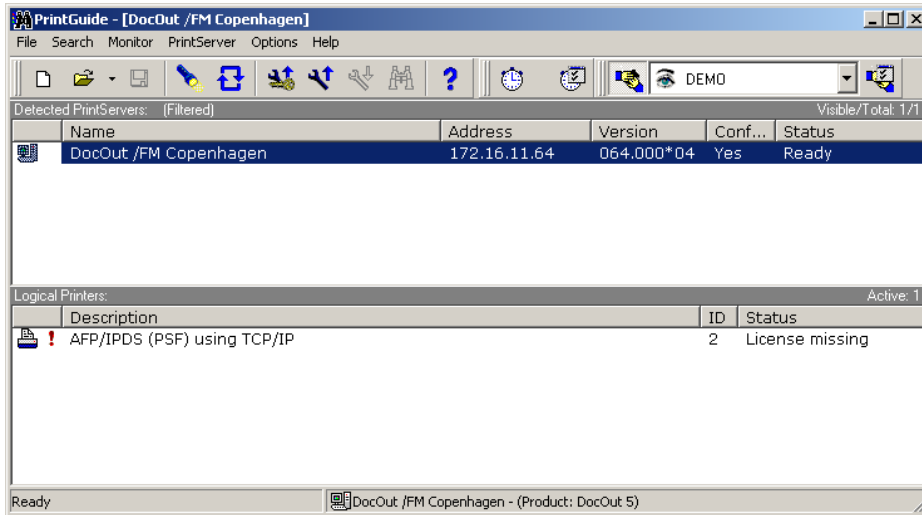 PrintGuide - [DocOut /FM Copenhagen]
File Search Monitor PrintServer Options Help
? DEMO
Detected PrintServers: (Filtered) Visible/Total: 1/1
Name Address Version Conf... Status
DocOut /FM Copenhagen 172.16.11.64 064.000*04 Yes Ready
Logical Printers: Active: 1
Description ID Status
! AFP/IPDS (PSF) using TCP/IP 2 License missing
Ready DocOut /FM Copenhagen - (Product: DocOut 5)